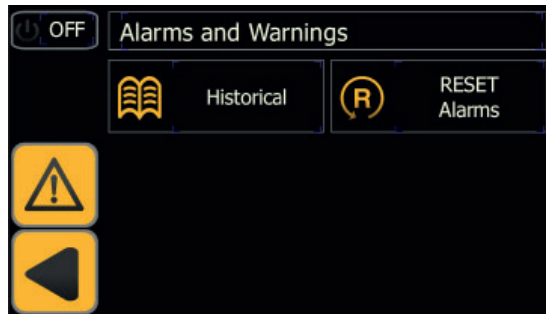 OFF
Alarms and Warnings
Historical
R
RESET
Alarms